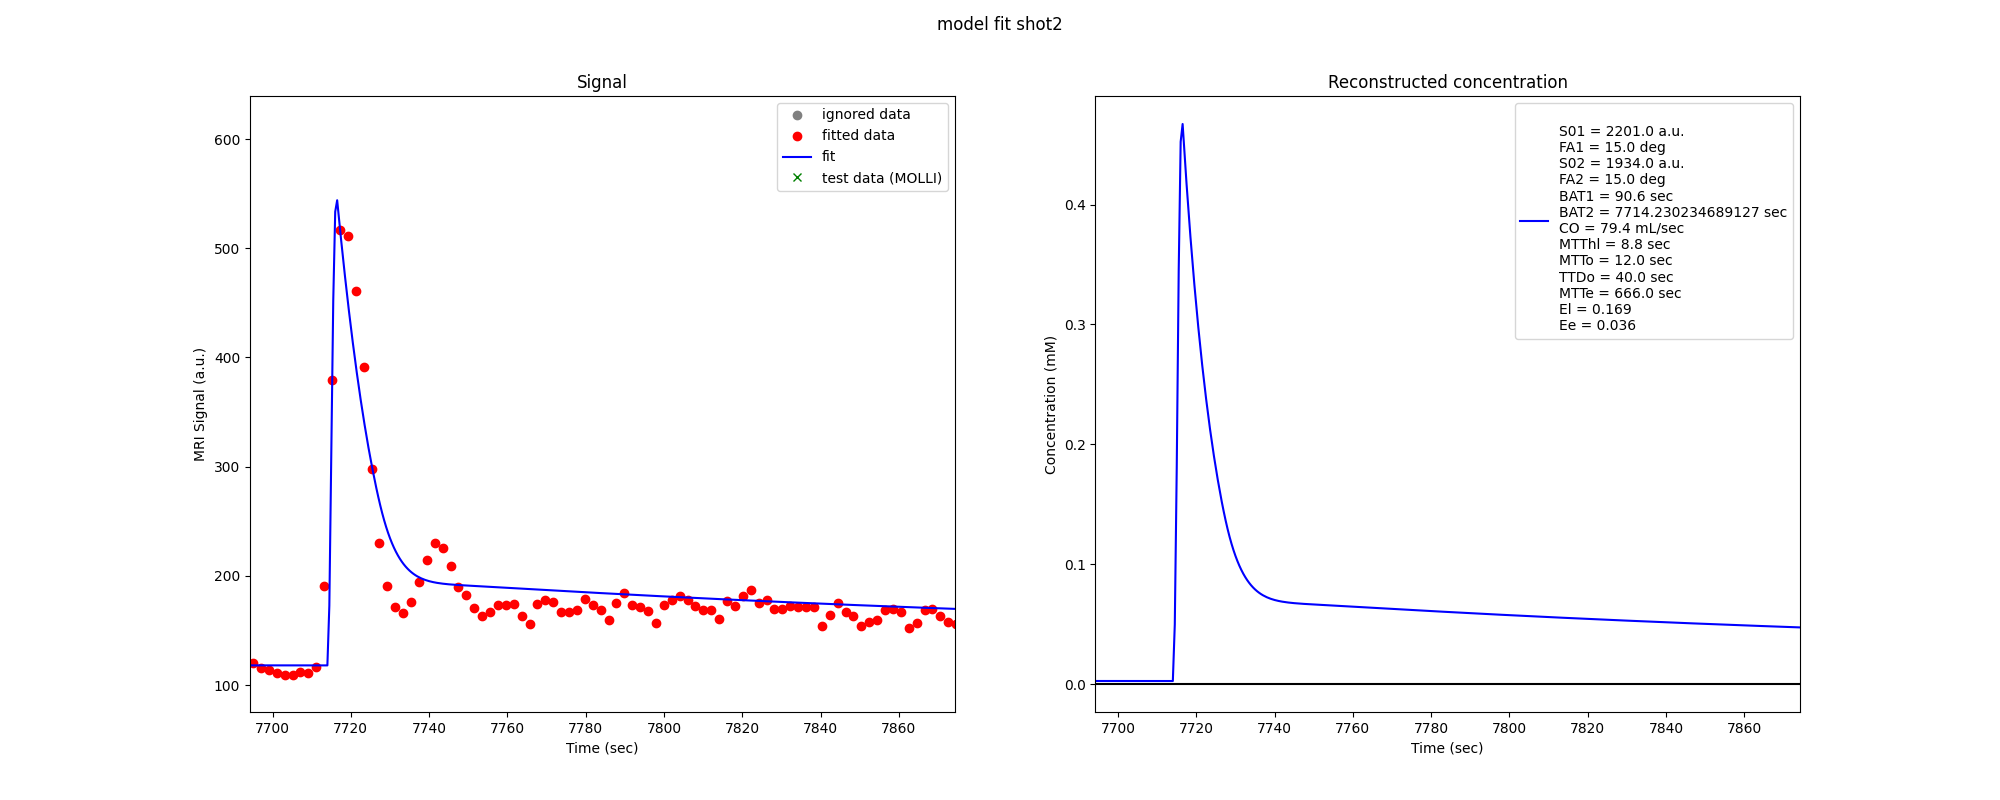 model fit shot2
Signal
600
500
400
300
200
100
MRI Signal (a.u.)
7700 7720 7740 7760 7780 7800 7820 7840 7860
Time (sec)
ignored data
fitted data
fit
test data (MOLLI)
Reconstructed concentration
0.4
0.3
0.2
0.1
0.0
Concentration (mM)
7700 7720 7740 7760 7780 7800 7820 7840 7860
Time (sec)
S01 = 2201.0 a.u.
FA1 = 15.0 deg
S02 = 1934.0 a.u.
FA2 = 15.0 deg
BAT1 = 90.6 sec
BAT2 = 7714.230234689127 sec
CO = 79.4 mL/sec
MTThl = 8.8 sec
MTTo = 12.0 sec
TTDo = 40.0 sec
MTTe = 666.0 sec
El = 0.169
Ee = 0.036